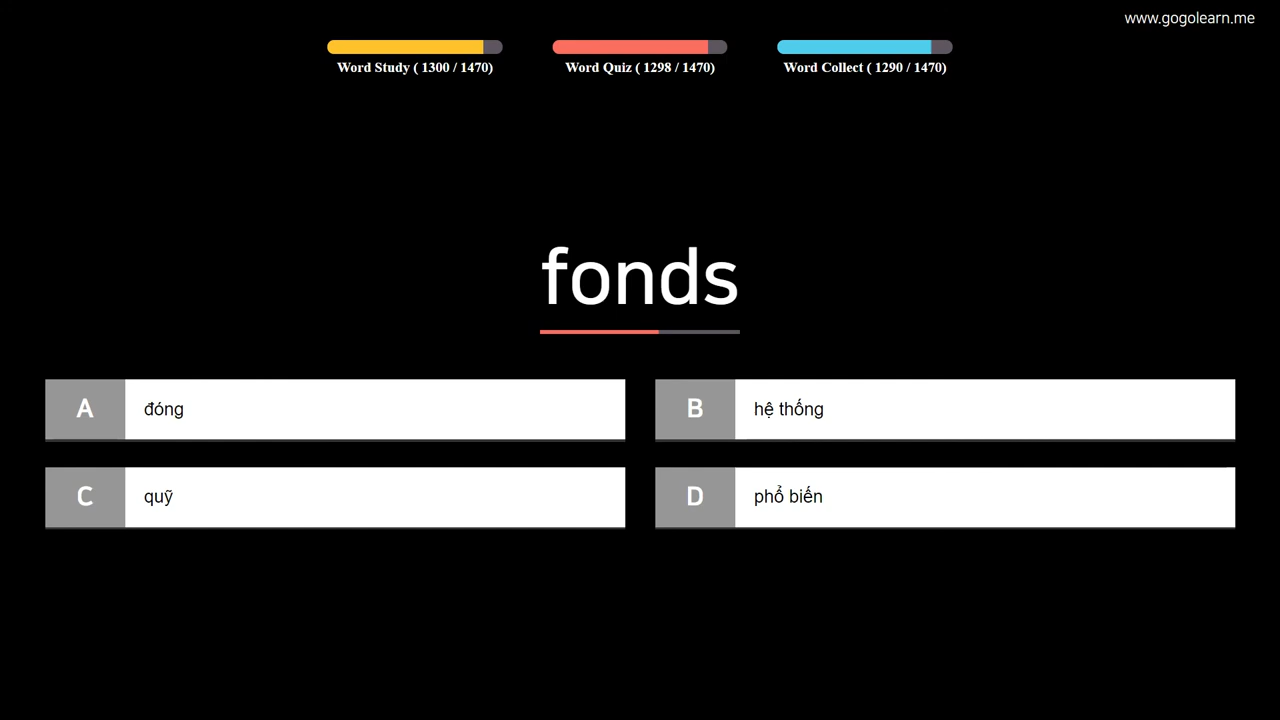 www.gogolearn.me
Word Study ( 1300 / 1470)
Word Quiz ( 1298 / 1470)
Word Collect ( 1290 / 1470)
fonds
A đóng
B hệ thống
C quỹ
D phổ biến